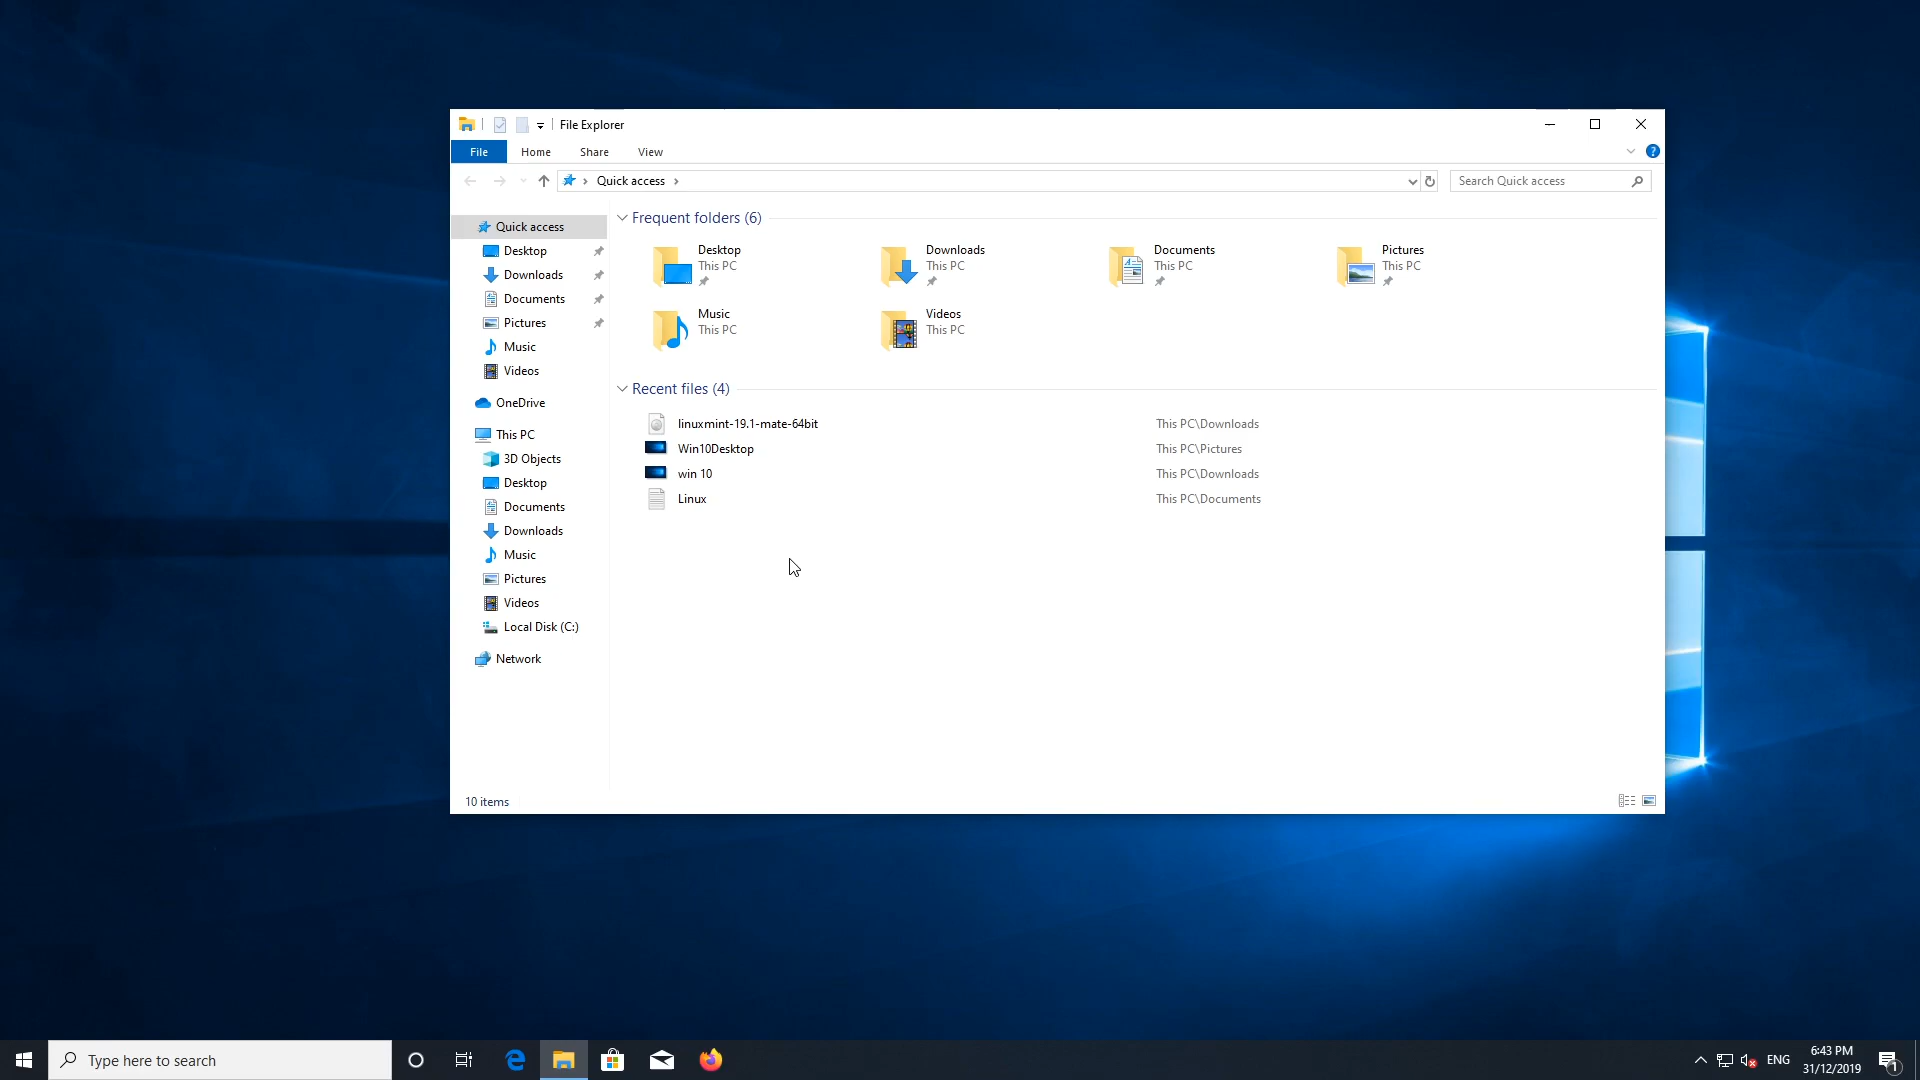 File Explorer
File Home Share View
Quick access
Search Quick access
Quick access
Desktop
Downloads
Documents
Pictures
Music
Videos
OneDrive
This PC
3D Objects
Desktop
Documents
Downloads
Music
Pictures
Videos
Local Disk (C:)
Network
Frequent folders (6)
Desktop
This PC
Downloads
This PC
Documents
This PC
Pictures
This PC
Music
This PC
Videos
This PC
Recent files (4)
linuxmint-19.1-mate-64bit This PC\Downloads
Win10Desktop This PC\Pictures
win 10 This PC\Downloads
Linux This PC\Documents
10 items
Type here to search
ENG
6:43 PM
31/12/2019
1